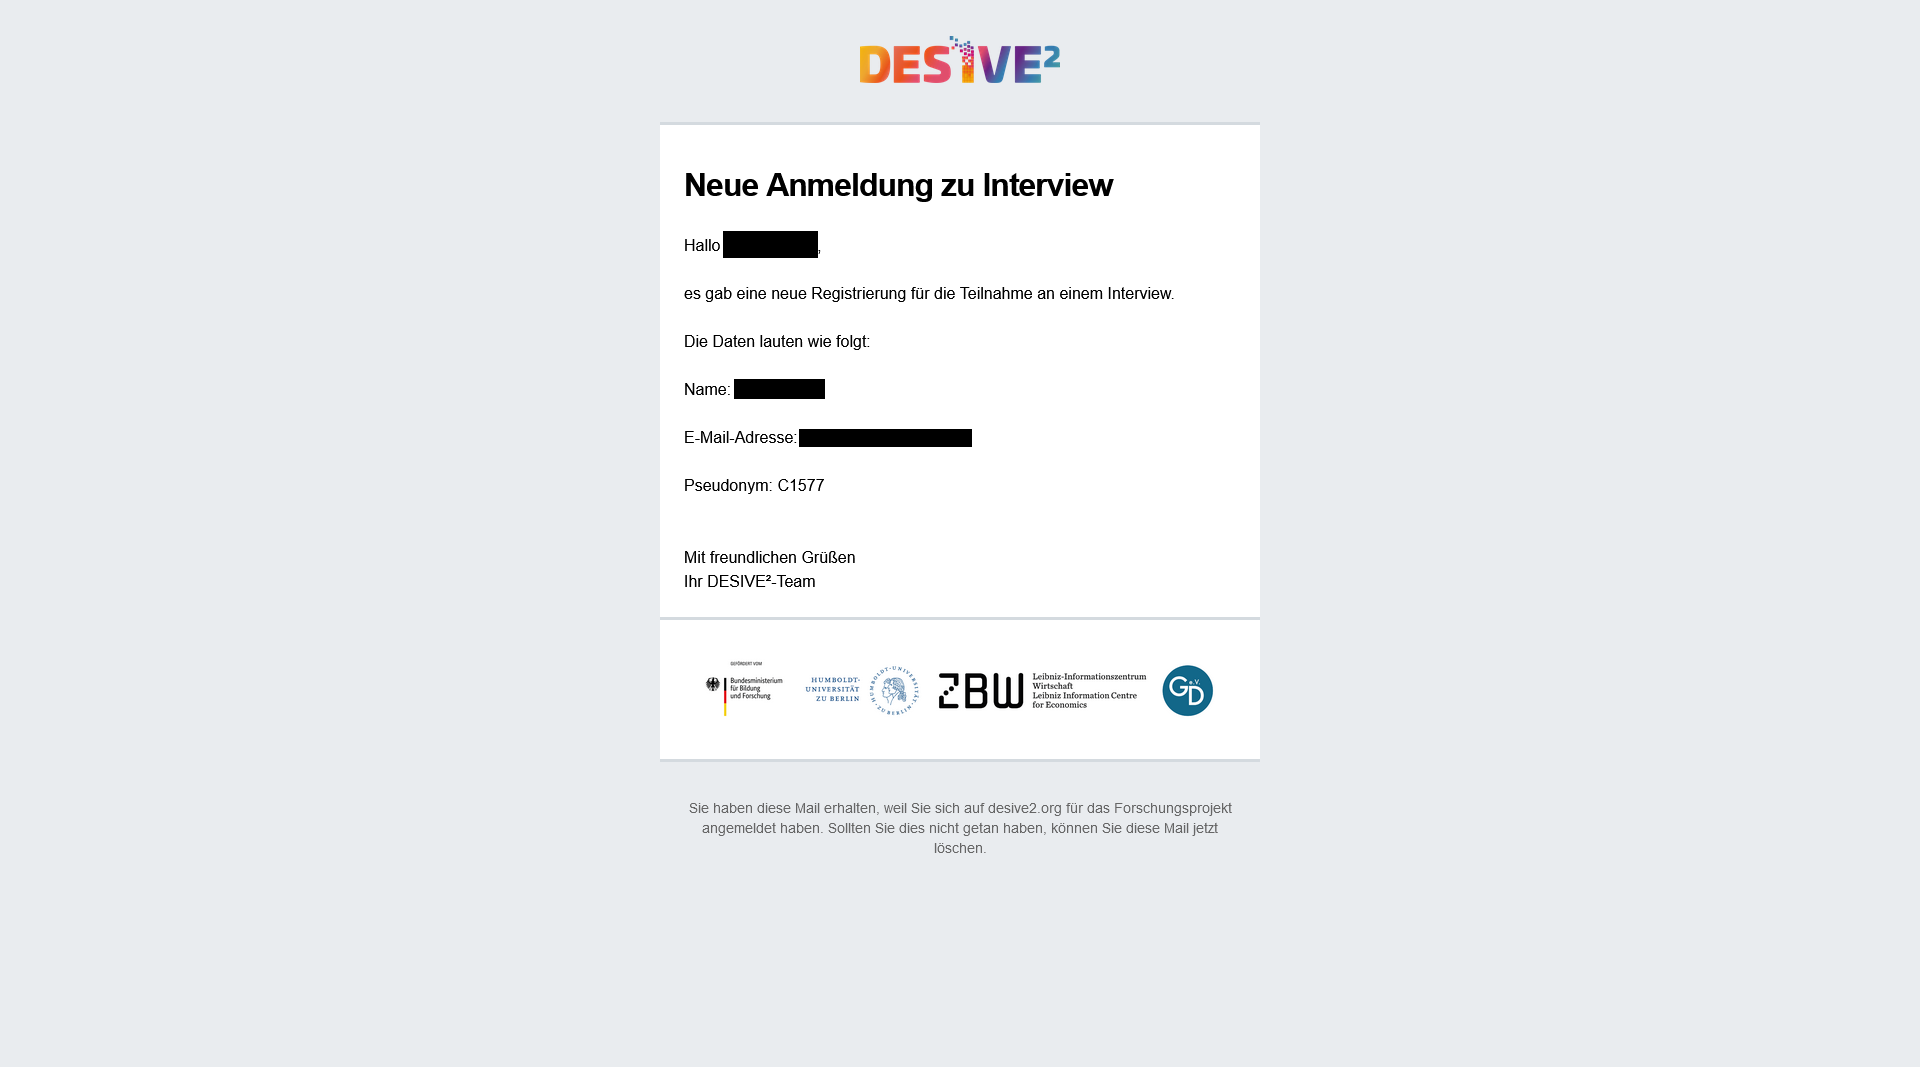 DESIVE²
Neue Anmeldung zu Interview
Hallo ,
es gab eine neue Registrierung für die Teilnahme an einem Interview.
Die Daten lauten wie folgt:
Name:
E-Mail-Adresse:
Pseudonym: C1577
Mit freundlichen Grüßen
Ihr DESIVE²-Team
GEFÖRDERT VOM
Bundesministerium
für Bildung
und Forschung
HUMBOLDT-
UNIVERSITÄT
ZU BERLIN
HUMBOLDT-UNIVERSITÄT · ZU BERLIN ·
ZBW
Leibniz-Informationszentrum
Wirtschaft
Leibniz Information Centre
for Economics
GD e.V.
Sie haben diese Mail erhalten, weil Sie sich auf desive2.org für das Forschungsprojekt
angemeldet haben. Sollten Sie dies nicht getan haben, können Sie diese Mail jetzt
löschen.